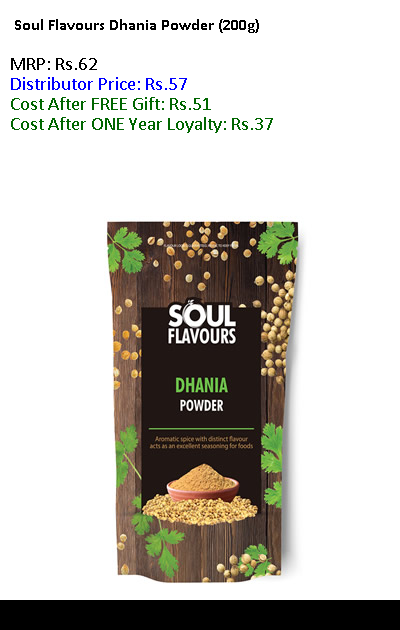 Soul Flavours Dhania Powder (200g)
MRP: Rs.62
Distributor Price: Rs.57
Cost After FREE Gift: Rs.51
Cost After ONE Year Loyalty: Rs.37
SOUL
FLAVOURS
DHANIA
POWDER
Aromatic spice with distinct flavour
acts as an excellent seasoning for foods